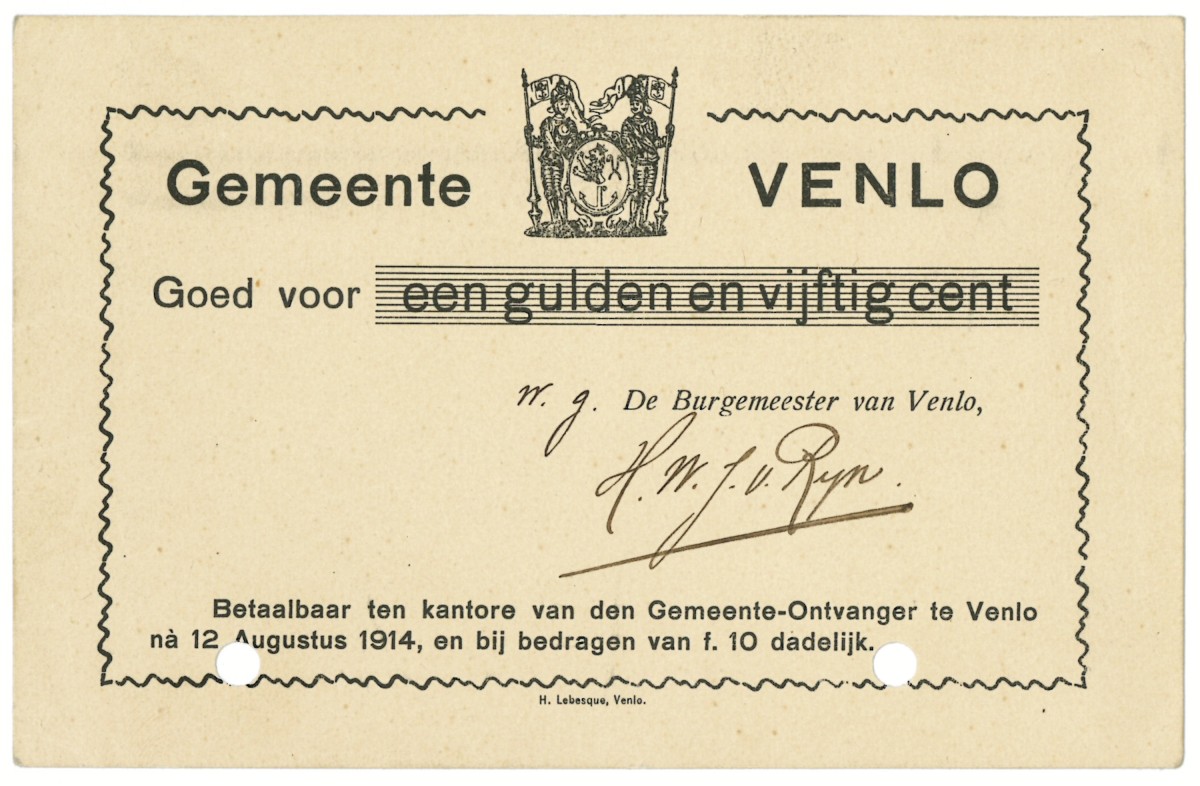 Gemeente VENLO
Goed voor een gulden en vijftig cent
w. g. De Burgemeester van Venlo,
H. W. J. v. Ryn.
Betaalbaar ten kantore van den Gemeente-Ontvanger te Venlo
nà 12 Augustus 1914, en bij bedragen van f. 10 dadelijk.
H. Lebesque, Venlo.